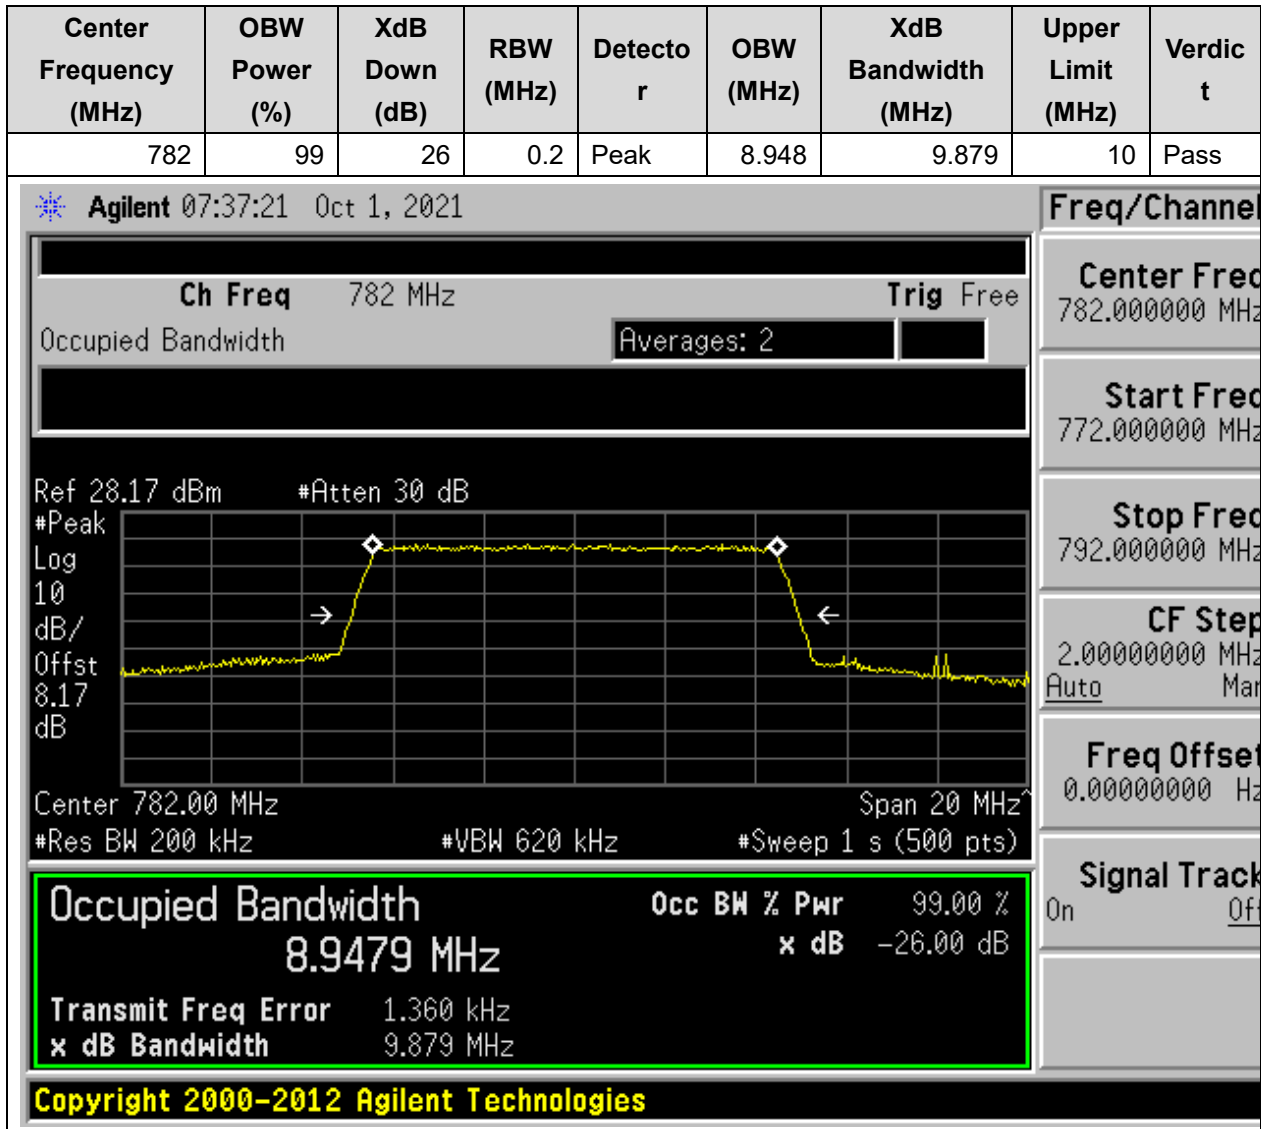 Center Frequency (MHz) OBW Power (%) XdB Down (dB) RBW (MHz) Detector OBW (MHz) XdB Bandwidth (MHz) Upper Limit (MHz) Verdict
782 99 26 0.2 Peak 8.948 9.879 10 Pass
Agilent 07:37:21 Oct 1, 2021
Freq/Channel
Ch Freq 782 MHz Trig Free
Occupied Bandwidth Averages: 2
Center Freq
782.000000 MHz
Start Freq
772.000000 MHz
Stop Freq
792.000000 MHz
CF Step
2.00000000 MHz
Auto Man
Freq Offset
0.00000000 Hz
Signal Track
On Off
Ref 28.17 dBm #Atten 30 dB
#Peak
Log
10
dB/
Offst
8.17
dB
Center 782.00 MHz Span 20 MHz^
#Res BW 200 kHz #VBW 620 kHz #Sweep 1 s (500 pts)
Occupied Bandwidth Occ BW % Pwr 99.00 %
8.9479 MHz x dB -26.00 dB
Transmit Freq Error 1.360 kHz
x dB Bandwidth 9.879 MHz
Copyright 2000-2012 Agilent Technologies